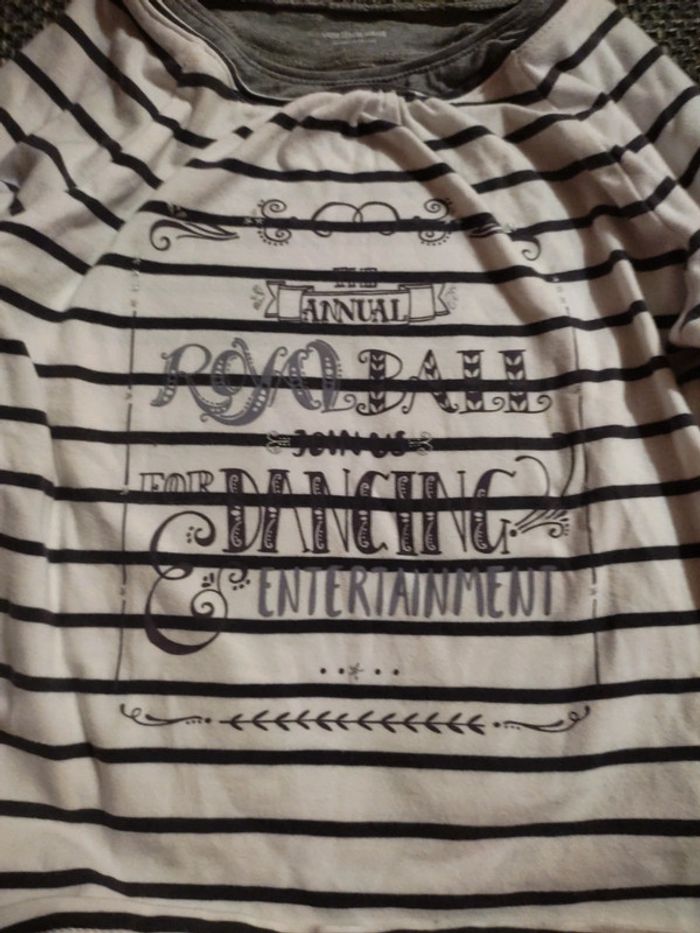 THE
ANNUAL
ROYAL BALL
JOIN US
FOR DANCING
& ENTERTAINMENT